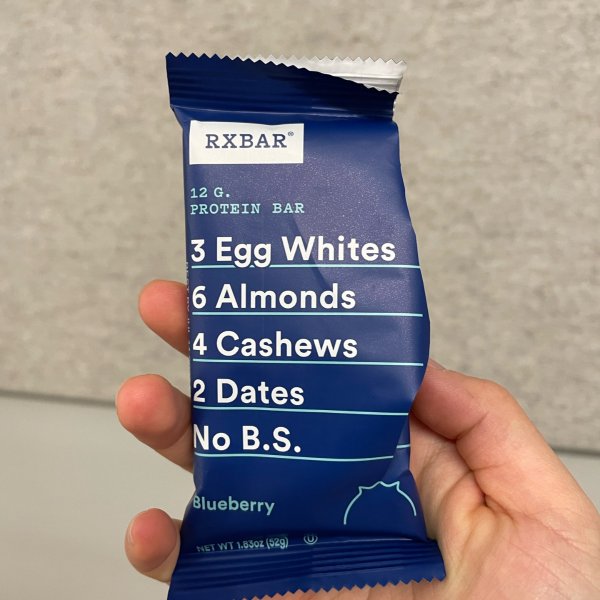 RXBAR®
12 G.
PROTEIN BAR
3 Egg Whites
6 Almonds
4 Cashews
2 Dates
No B.S.
Blueberry
NET WT 1.83oz (52g) Ⓤ